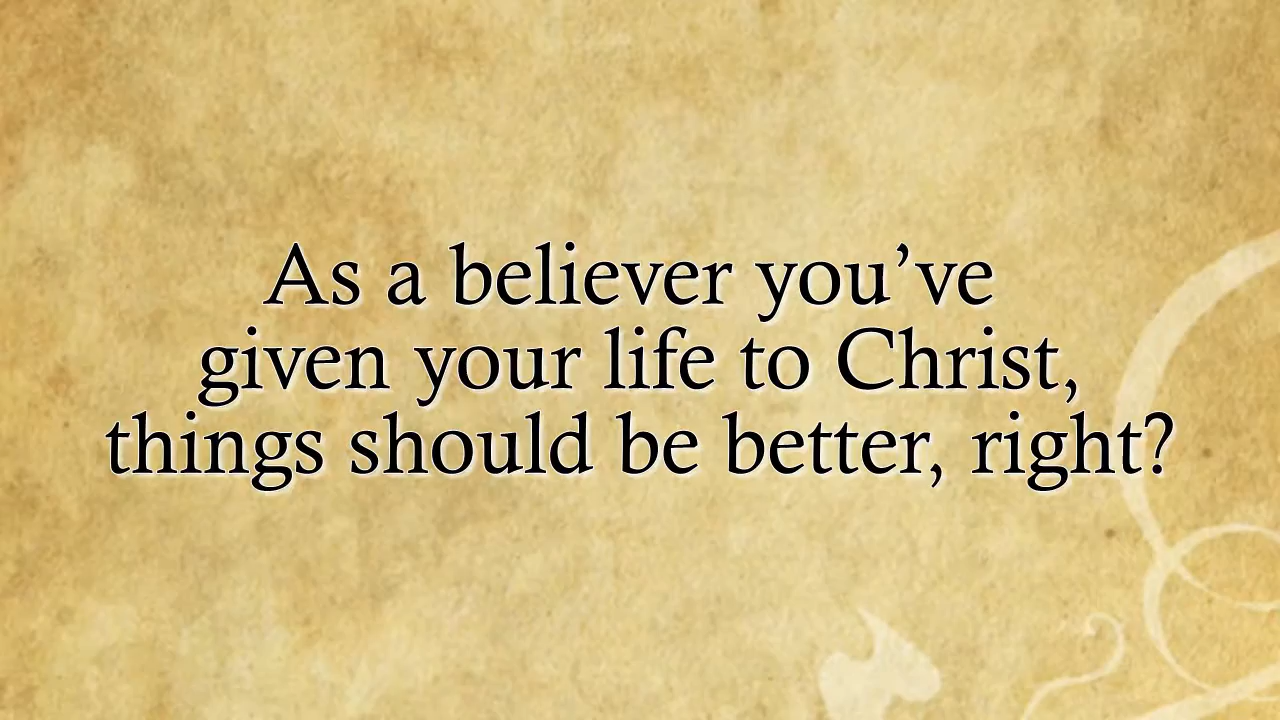 As a believer you’ve
given your life to Christ,
things should be better, right?